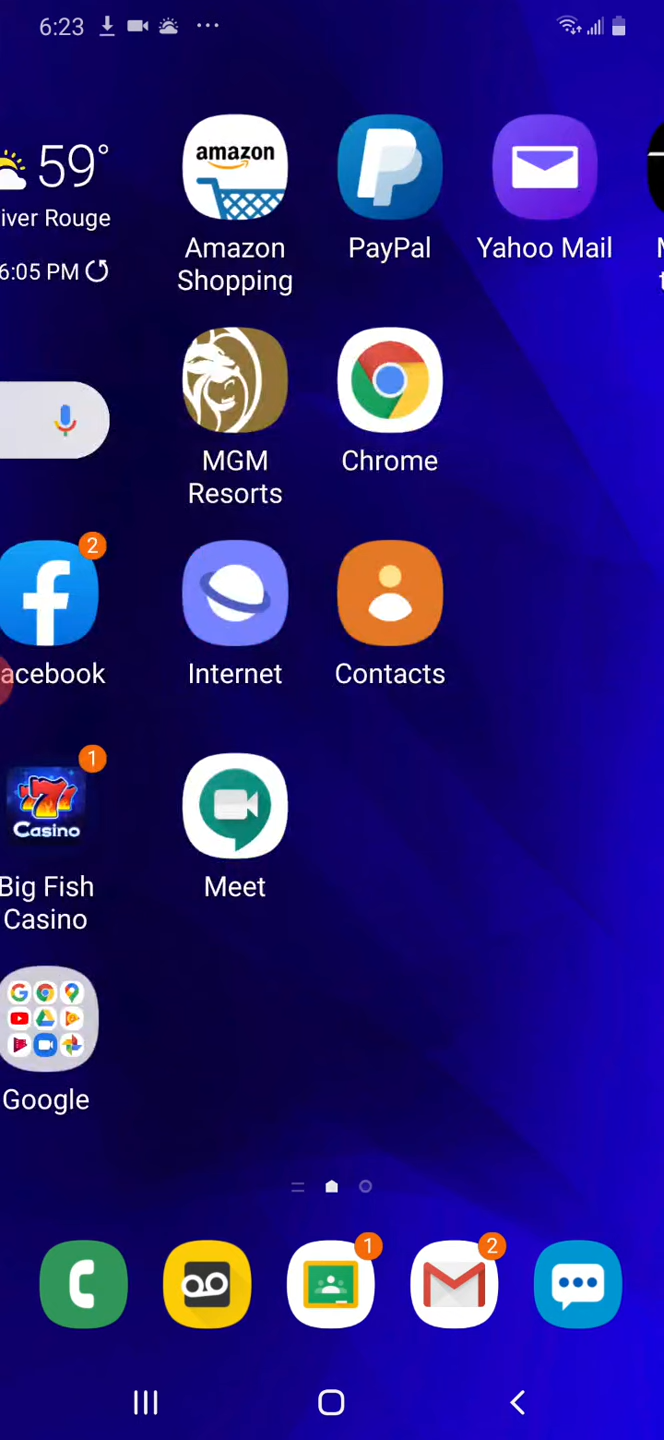 6:23
59°
iver Rouge
6:05 PM
amazon
Amazon
Shopping
PayPal
Yahoo Mail
MGM
Resorts
Chrome
2
acebook
Internet
Contacts
1
777
Casino
Big Fish
Casino
Meet
Google
1
2